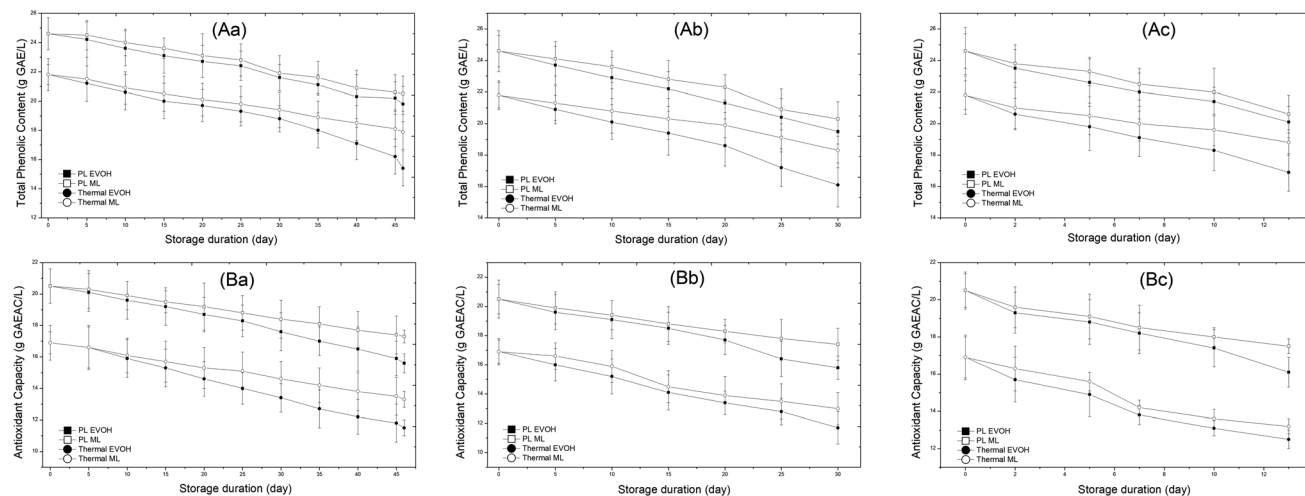 (Aa)
Total Phenolic Content (g GAE/L)
26
24
22
20
18
16
14
12
PL EVOH
PL ML
Thermal EVOH
Thermal ML
0 5 10 15 20 25 30 35 40 45
Storage duration (day)
(Ab)
Total Phenolic Content (g GAE/L)
26
24
22
20
18
16
14
PL EVOH
PL ML
Thermal EVOH
Thermal ML
0 5 10 15 20 25 30
Storage duration (day)
(Ac)
Total Phenolic Content (g GAE/L)
26
24
22
20
18
16
14
PL EVOH
PL ML
Thermal EVOH
Thermal ML
0 2 4 6 8 10 12
Storage duration (day)
(Ba)
Antioxidant Capacity (g GAEAC/L)
22
20
18
16
14
12
10
PL EVOH
PL ML
Thermal EVOH
Thermal ML
0 5 10 15 20 25 30 35 40 45
Storage duration (day)
(Bb)
Antioxidant Capacity (g GAEAC/L)
22
20
18
16
14
12
10
PL EVOH
PL ML
Thermal EVOH
Thermal ML
0 5 10 15 20 25 30
Storage duration (day)
(Bc)
Antioxidant Capacity (g GAEAC/L)
22
20
18
16
14
12
PL EVOH
PL ML
Thermal EVOH
Thermal ML
0 2 4 6 8 10 12
Storage duration (day)